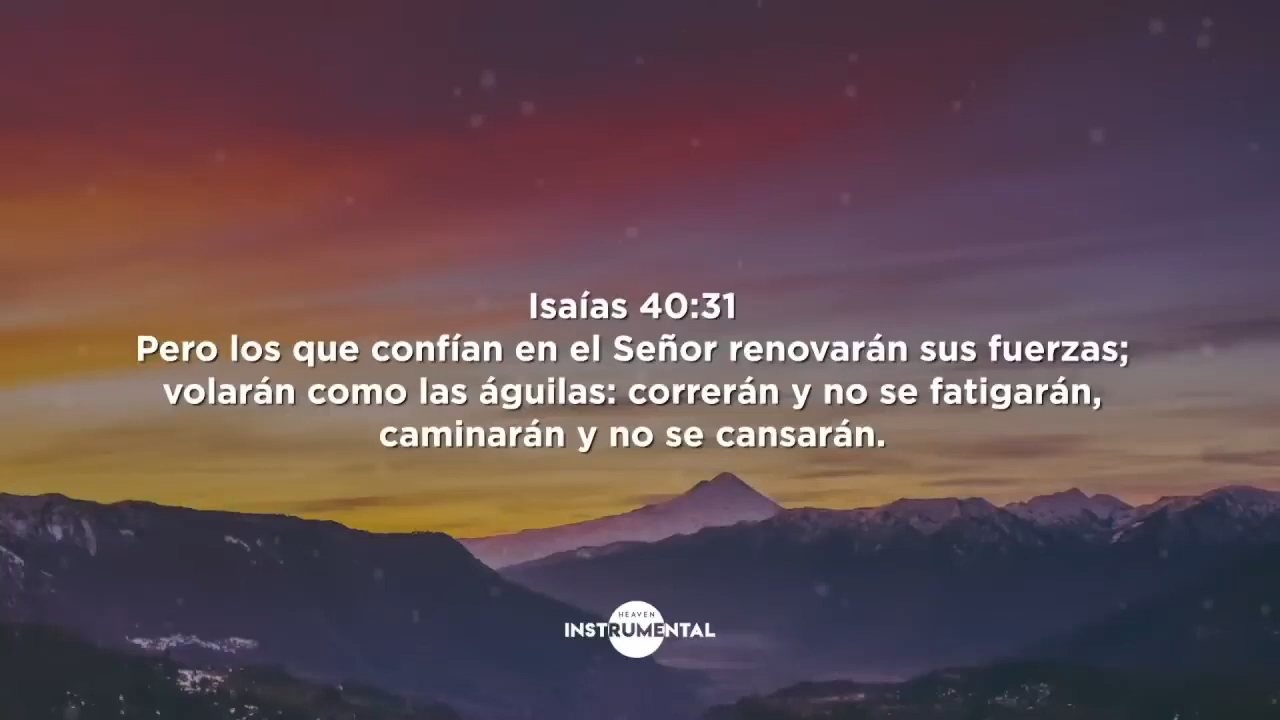 Isaías 40:31
Pero los que confían en el Señor renovarán sus fuerzas;
volarán como las águilas: correrán y no se fatigarán,
caminarán y no se cansarán.
HEAVEN
INSTRUMENTAL